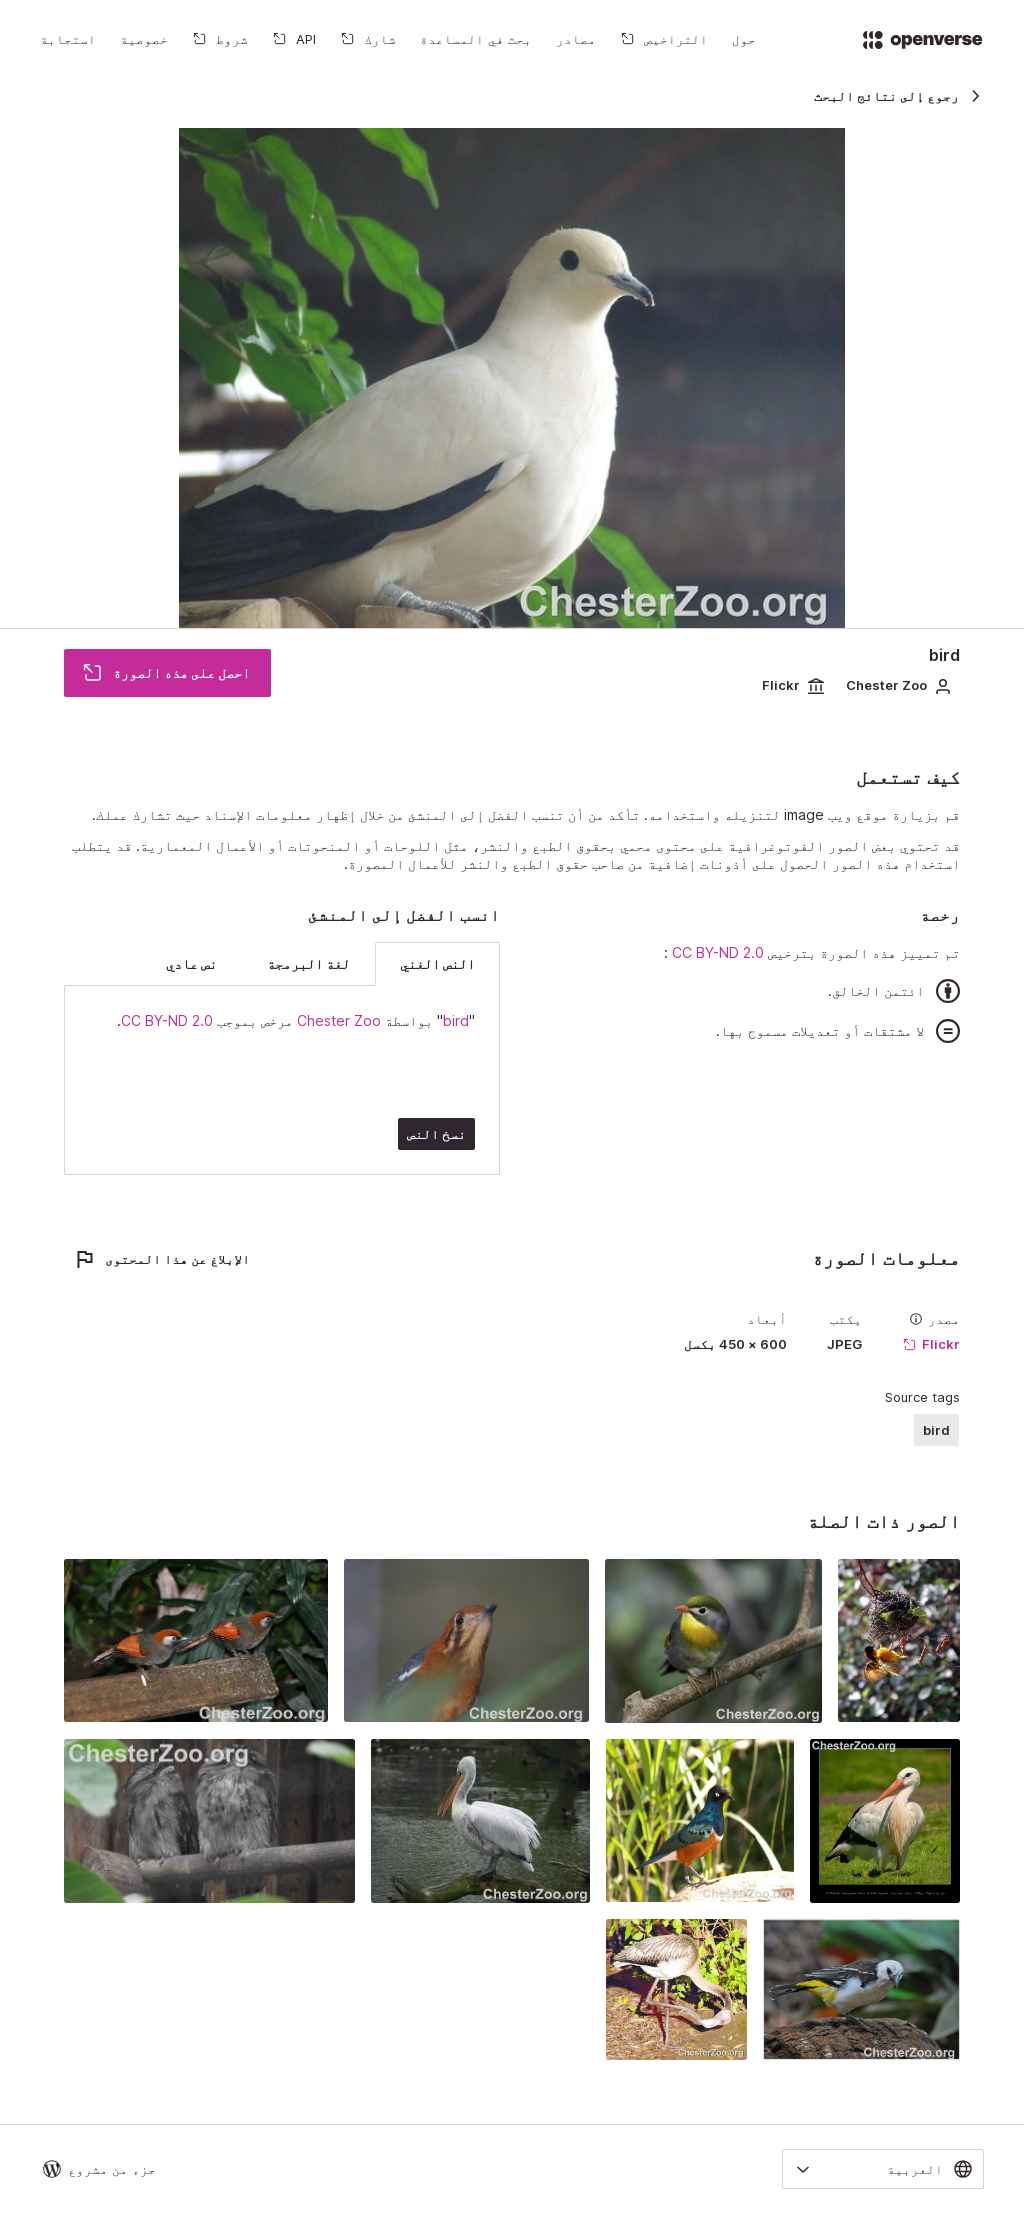 openverse
حول
التراخيص
مصادر
بحث في المساعدة
شارك
API
شروط
خصوصية
استجابة
رجوع إلى نتائج البحث
ChesterZoo.org
bird
Chester Zoo
Flickr
احصل على هذه الصورة
كيف تستعمل
قم بزيارة موقع ويب image لتنزيله واستخدامه. تأكد من أن تنسب الفضل إلى المنشئ من خلال إظهار معلومات الإسناد حيث تشارك عملك.
قد تحتوي بعض الصور الفوتوغرافية على محتوى محمي بحقوق الطبع والنشر، مثل اللوحات أو المنحوتات أو الأعمال المعمارية. قد يتطلب
استخدام هذه الصور الحصول على أذونات إضافية من صاحب حقوق الطبع والنشر للأعمال المصورة.
رخصة
تم تمييز هذه الصورة بترخيص CC BY-ND 2.0 :
ائتمن الخالق.
لا مشتقات أو تعديلات مسموح بها.
انسب الفضل إلى المنشئ
النص الغني
لغة البرمجة
نص عادي
"bird" بواسطة Chester Zoo مرخص بموجب CC BY-ND 2.0.
نسخ النص
معلومات الصورة
الإبلاغ عن هذا المحتوى
مصدر
Flickr
يكتب
JPEG
أبعاد
600 × 450 بكسل
Source tags
bird
الصور ذات الصلة
ChesterZoo.org
ChesterZoo.org
ChesterZoo.org
ChesterZoo.org
ChesterZoo.org
ChesterZoo.org
ChesterZoo.org
ChesterZoo.org
ChesterZoo.org
العربية
جزء من مشروع